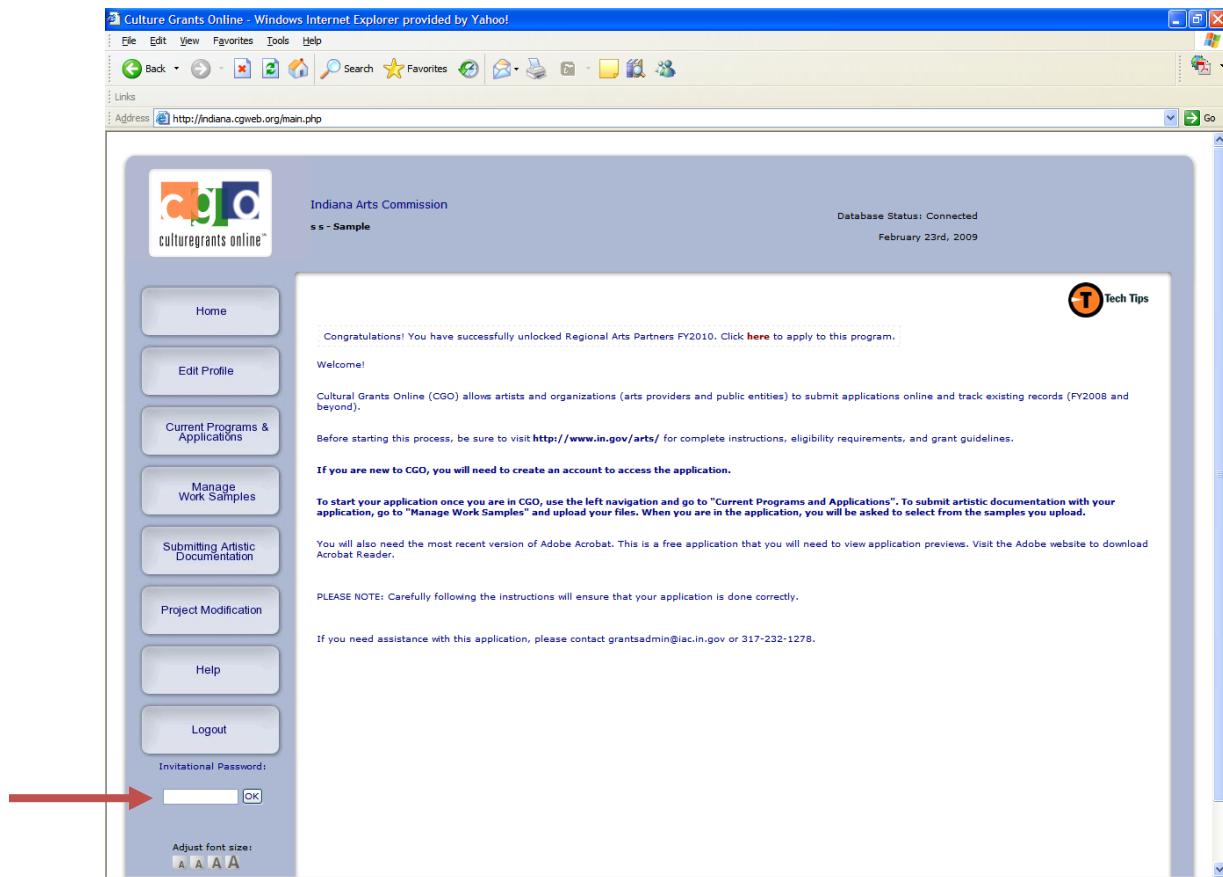 Culture Grants Online - Windows Internet Explorer provided by Yahoo!
File Edit View Favorites Tools Help
Back Search Favorites
Links
Address http://indiana.cgweb.org/main.php Go
cgo
culturegrants online℠
Indiana Arts Commission
s s - Sample
Database Status: Connected
February 23rd, 2009
Home
Edit Profile
Current Programs &
Applications
Manage
Work Samples
Submitting Artistic
Documentation
Project Modification
Help
Logout
Invitational Password:
OK
Adjust font size:
A A A A
T Tech Tips
Congratulations! You have successfully unlocked Regional Arts Partners FY2010. Click here to apply to this program.
Welcome!
Cultural Grants Online (CGO) allows artists and organizations (arts providers and public entities) to submit applications online and track existing records (FY2008 and
beyond).
Before starting this process, be sure to visit http://www.in.gov/arts/ for complete instructions, eligibility requirements, and grant guidelines.
If you are new to CGO, you will need to create an account to access the application.
To start your application once you are in CGO, use the left navigation and go to "Current Programs and Applications". To submit artistic documentation with your
application, go to "Manage Work Samples" and upload your files. When you are in the application, you will be asked to select from the samples you upload.
You will also need the most recent version of Adobe Acrobat. This is a free application that you will need to view application previews. Visit the Adobe website to download
Acrobat Reader.
PLEASE NOTE: Carefully following the instructions will ensure that your application is done correctly.
If you need assistance with this application, please contact grantsadmin@iac.in.gov or 317-232-1278.